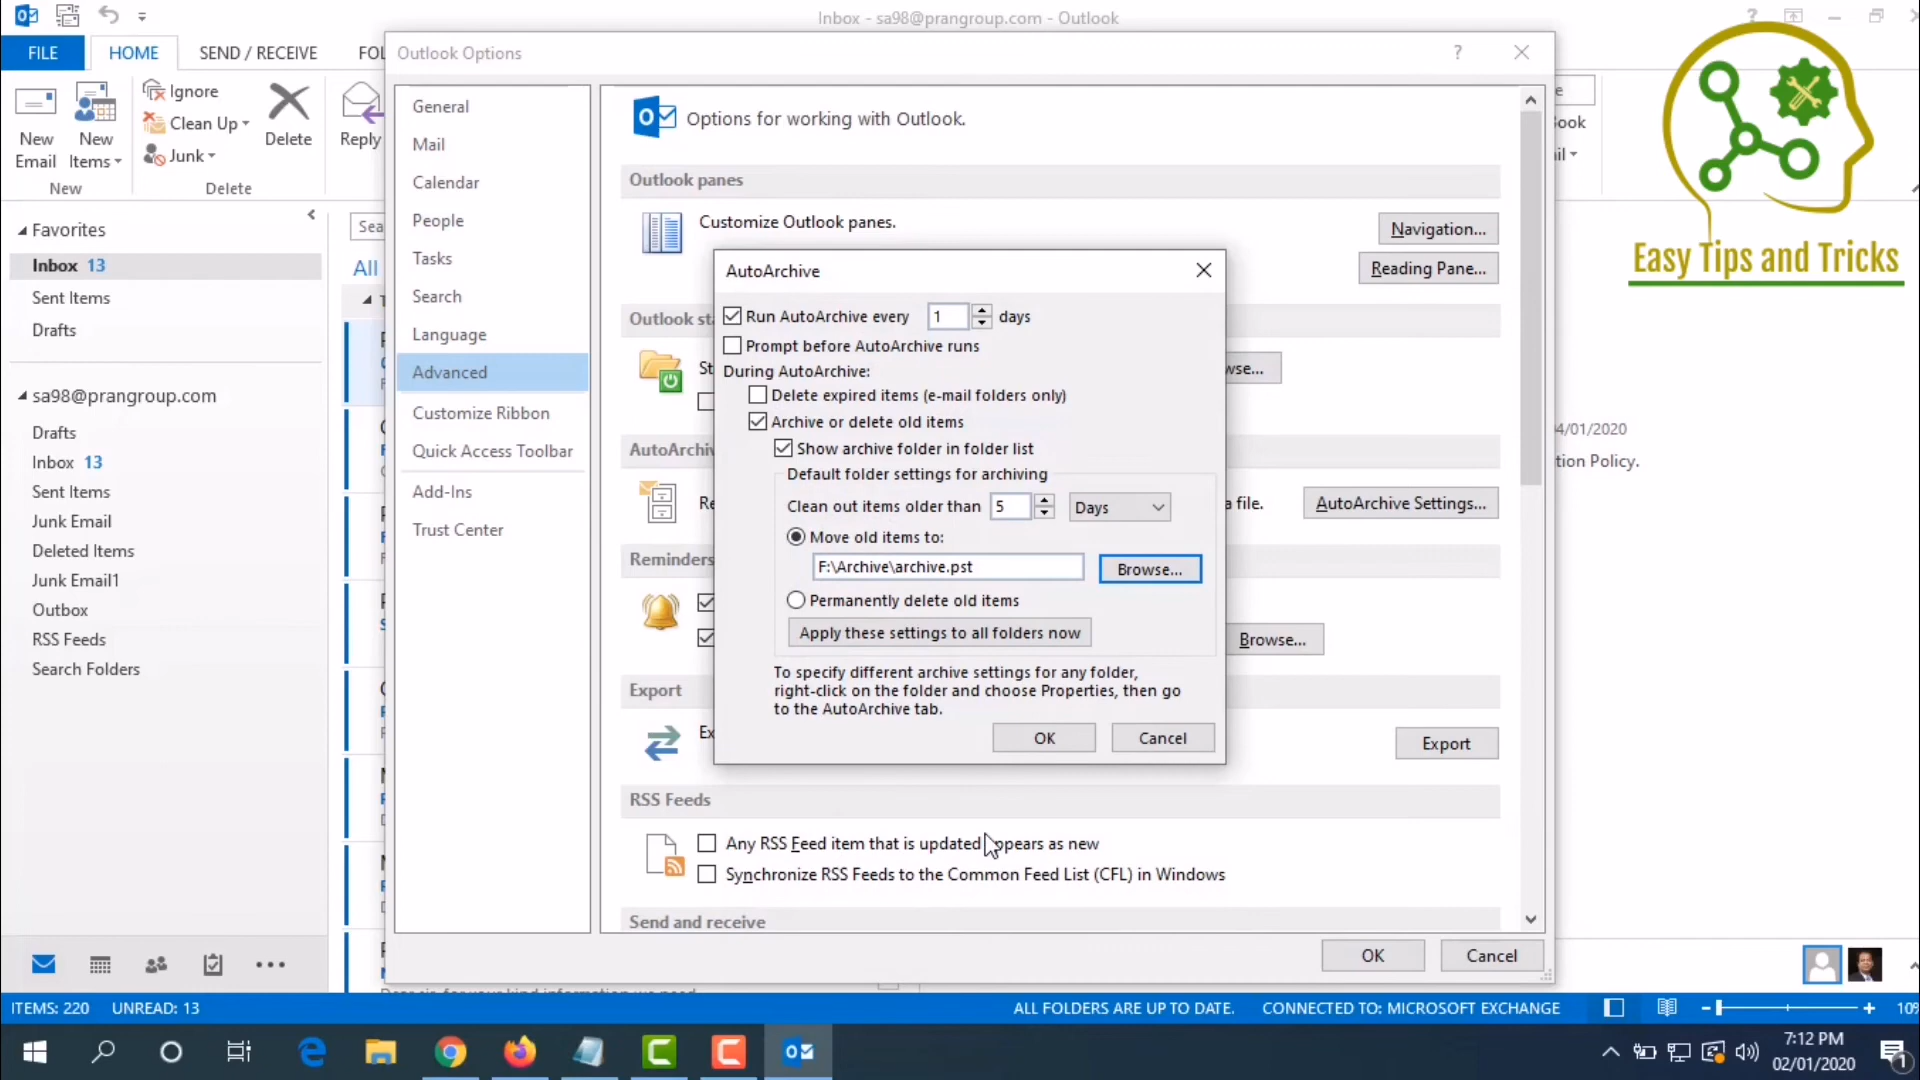 Inbox - sa98@prangroup.com - Outlook
FILE
HOME
SEND / RECEIVE
Outlook Options
New Email
New Items
Ignore
Clean Up
Junk
Delete
Reply
New
Delete
Favorites
Inbox 13
Sent Items
Drafts
sa98@prangroup.com
Drafts
Inbox 13
Sent Items
Junk Email
Deleted Items
Junk Email1
Outbox
RSS Feeds
Search Folders
All
General
Mail
Calendar
People
Tasks
Search
Language
Advanced
Customize Ribbon
Quick Access Toolbar
Add-Ins
Trust Center
Options for working with Outlook.
Outlook panes
Customize Outlook panes.
Navigation...
Reading Pane...
AutoArchive
Run AutoArchive every 1 days
Prompt before AutoArchive runs
During AutoArchive:
Delete expired items (e-mail folders only)
Archive or delete old items
Show archive folder in folder list
Default folder settings for archiving
Clean out items older than 5 Days
Move old items to:
F:\Archive\archive.pst
Browse...
Permanently delete old items
Apply these settings to all folders now
To specify different archive settings for any folder,
right-click on the folder and choose Properties, then go
to the AutoArchive tab.
OK
Cancel
a file.
AutoArchive Settings...
Reminders
Browse...
Export
Export
RSS Feeds
Any RSS Feed item that is updated appears as new
Synchronize RSS Feeds to the Common Feed List (CFL) in Windows
Send and receive
OK
Cancel
Easy Tips and Tricks
ITEMS: 220
UNREAD: 13
ALL FOLDERS ARE UP TO DATE.
CONNECTED TO: MICROSOFT EXCHANGE
7:12 PM
02/01/2020
1